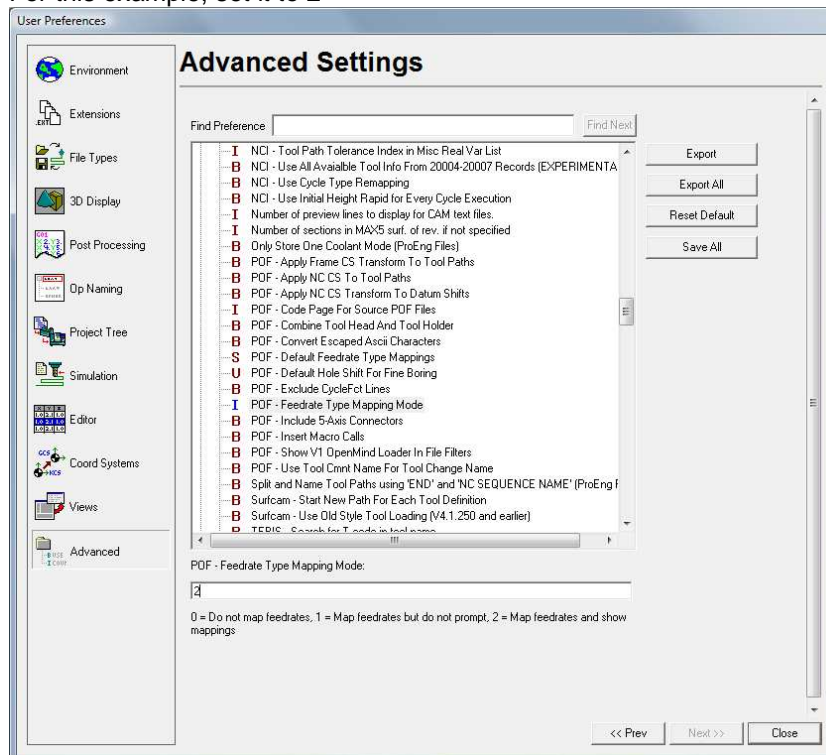 User Preferences
Environment
Extensions
File Types
3D Display
Post Processing
Op Naming
Project Tree
Simulation
Editor
Coord Systems
Views
Advanced
Advanced Settings
Find Preference
Find Next
I NCI - Tool Path Tolerance Index in Misc Real Var List
B NCI - Use All Avaialble Tool Info From 20004-20007 Records (EXPERIMENTA
B NCI - Use Cycle Type Remapping
B NCI - Use Initial Height Rapid for Every Cycle Execution
I Number of preview lines to display for CAM text files.
I Number of sections in MAX5 surf. of rev. if not specified
B Only Store One Coolant Mode (ProEng Files)
B POF - Apply Frame CS Transform To Tool Paths
B POF - Apply NC CS To Tool Paths
B POF - Apply NC CS Transform To Datum Shifts
I POF - Code Page For Source POF Files
B POF - Combine Tool Head And Tool Holder
B POF - Convert Escaped Ascii Characters
S POF - Default Feedrate Type Mappings
U POF - Default Hole Shift For Fine Boring
B POF - Exclude CycleFct Lines
I POF - Feedrate Type Mapping Mode
B POF - Include 5-Axis Connectors
B POF - Insert Macro Calls
B POF - Show V1 OpenMind Loader In File Filters
B POF - Use Tool Cmnt Name For Tool Change Name
B Split and Name Tool Paths using 'END' and 'NC SEQUENCE NAME' (ProEng F
B Surfcam - Start New Path For Each Tool Definition
B Surfcam - Use Old Style Tool Loading (V4.1.250 and earlier)
Export
Export All
Reset Default
Save All
POF - Feedrate Type Mapping Mode:
2
0 = Do not map feedrates, 1 = Map feedrates but do not prompt, 2 = Map feedrates and show
mappings
<< Prev
Next >>
Close